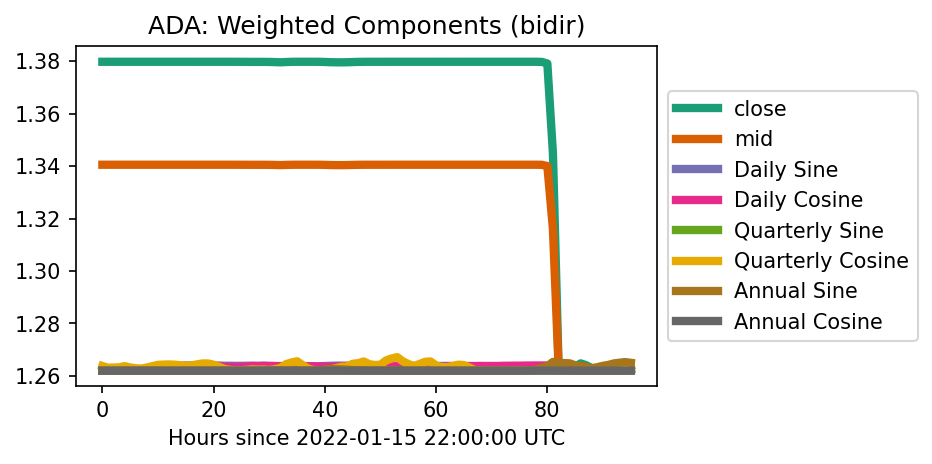 ADA: Weighted Components (bidir)
1.38
1.36
1.34
1.32
1.30
1.28
1.26
0 20 40 60 80
Hours since 2022-01-15 22:00:00 UTC
close
mid
Daily Sine
Daily Cosine
Quarterly Sine
Quarterly Cosine
Annual Sine
Annual Cosine